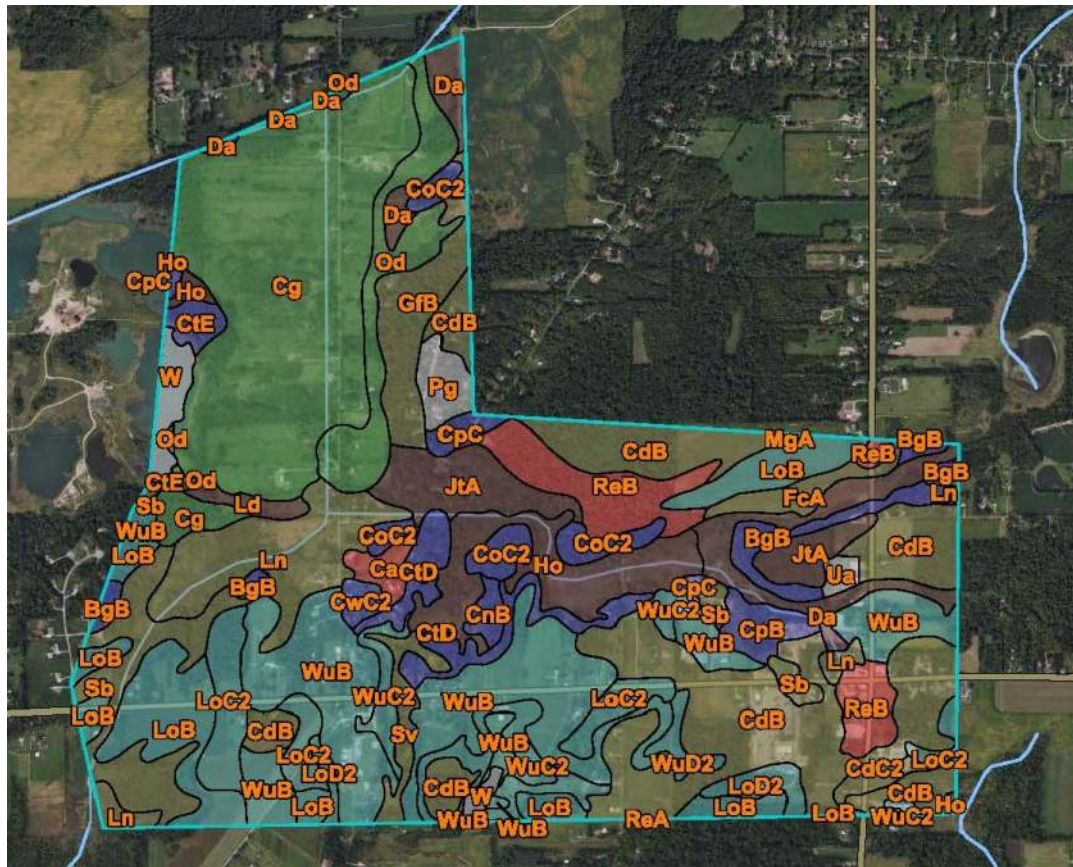 Od
Da
Da
Da
Da
CoC2
Da
Od
Ho
CpC
Ho
Cg
CtE
GfB
CdB
W
Pg
Od
CpC
CdB
MgA
ReB
BgB
LoB
BgB
CtE
Od
JtA
ReB
FcA
Ln
Sb
Ld
WuB
Cg
CoC2
CoC2
CoC2
Ho
BgB
CdB
LoB
Ln
Ca
CtD
JtA
Ua
BgB
BgB
CwC2
CnB
CpC
WuC2
Sb
Da
CtD
CpB
WuB
WuB
LoB
WuB
Ln
Sb
LoC2
WuC2
WuB
LoC2
Sb
ReB
LoB
LoB
CdB
Sv
CdB
LoC2
WuB
WuC2
WuD2
CdC2
LoC2
LoD2
CdB
W
LoD2
CdB
WuB
LoB
LoB
LoB
LoB
Ho
Ln
WuB
WuB
ReA
WuC2